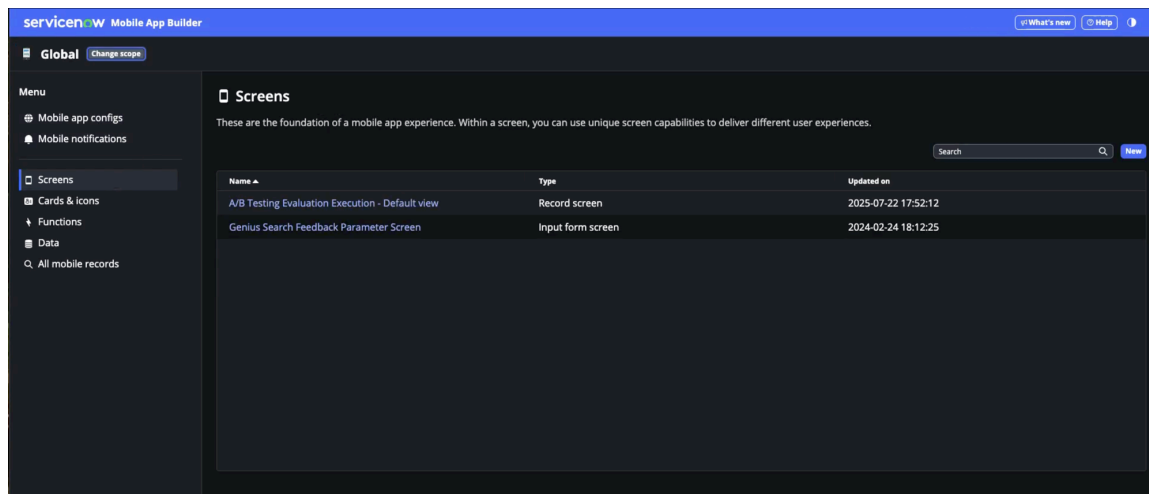 servicenow Mobile App Builder
What's new
Help
Global Change scope
Menu
Mobile app configs
Mobile notifications
Screens
Cards & icons
Functions
Data
All mobile records
Screens
These are the foundation of a mobile app experience. Within a screen, you can use unique screen capabilities to deliver different user experiences.
Search
New
Name Type Updated on
A/B Testing Evaluation Execution - Default view Record screen 2025-07-22 17:52:12
Genius Search Feedback Parameter Screen Input form screen 2024-02-24 18:12:25